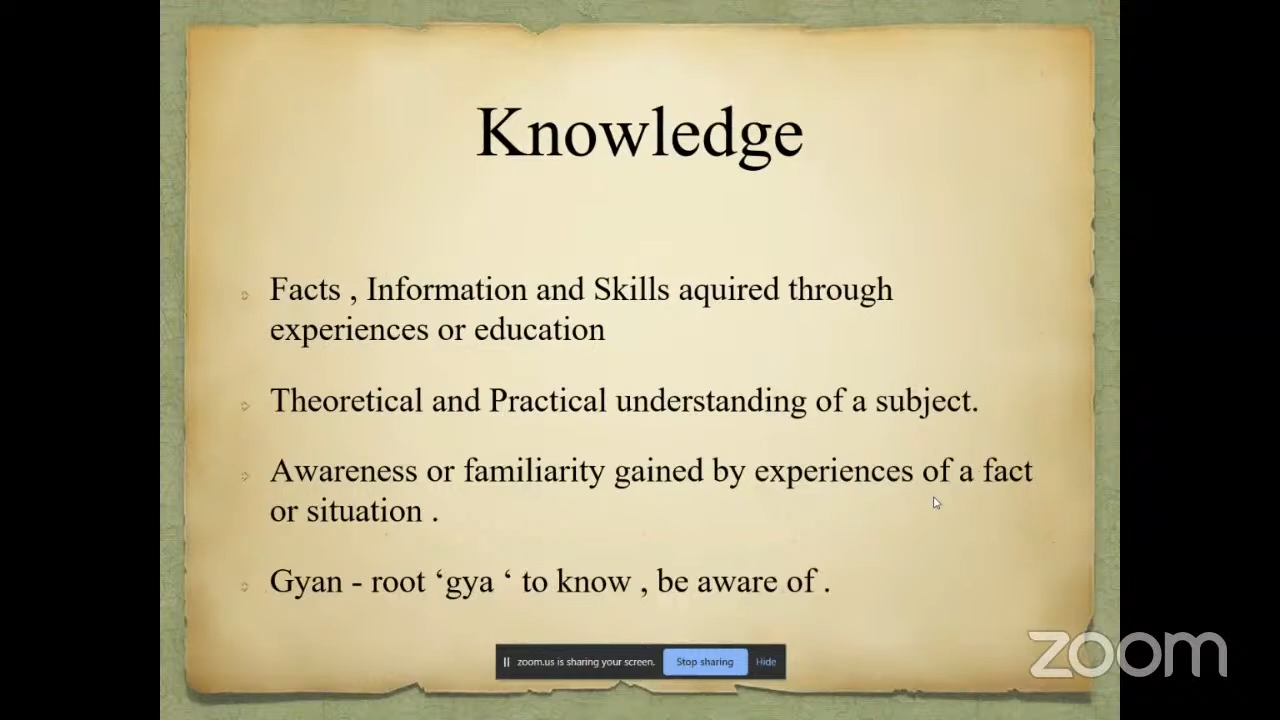 Knowledge
Facts , Information and Skills aquired through
experiences or education
Theoretical and Practical understanding of a subject.
Awareness or familiarity gained by experiences of a fact
or situation .
Gyan - root ‘gya ‘ to know , be aware of .
zoom.us is sharing your screen. Stop sharing Hide
zoom